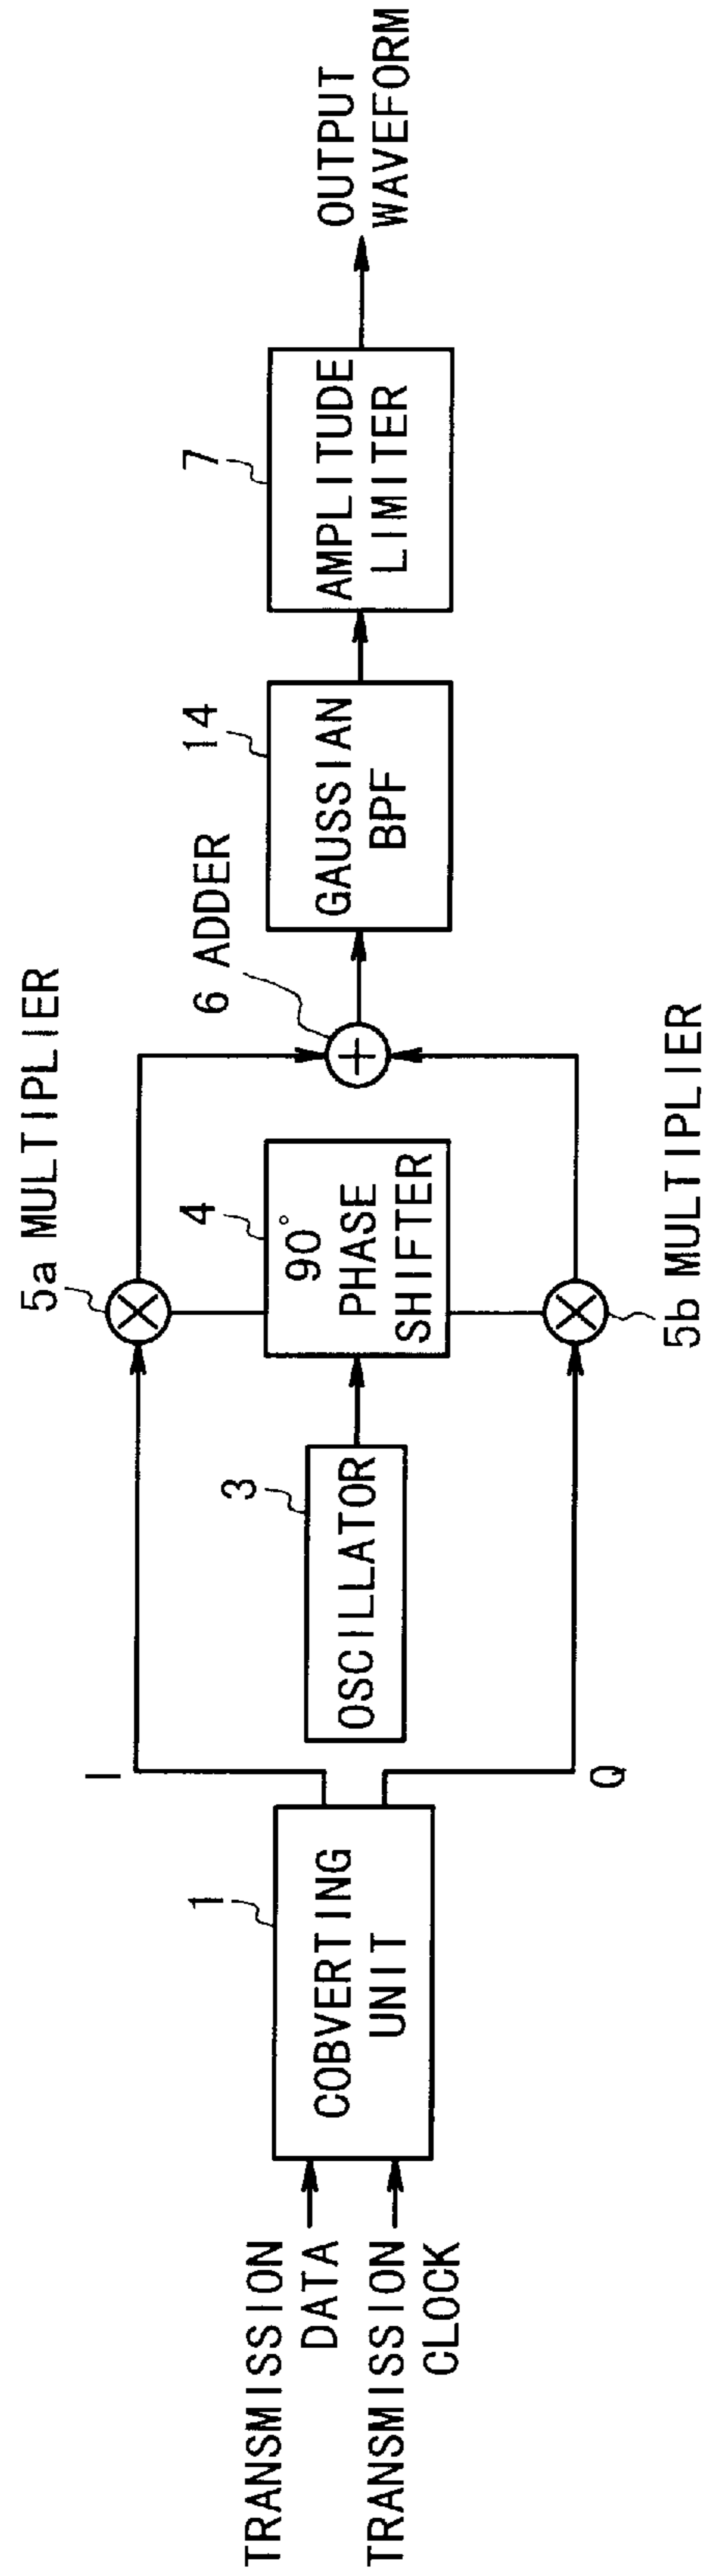 TRANSMISSION
DATA
TRANSMISSION
CLOCK
1
COBVERTING
UNIT
I
Q
3
OSCILLATOR
4
90°
PHASE
SHIFTER
5a MULTIPLIER
5b MULTIPLIER
6 ADDER
14
GAUSSIAN
BPF
7
AMPLITUDE
LIMITER
OUTPUT
WAVEFORM